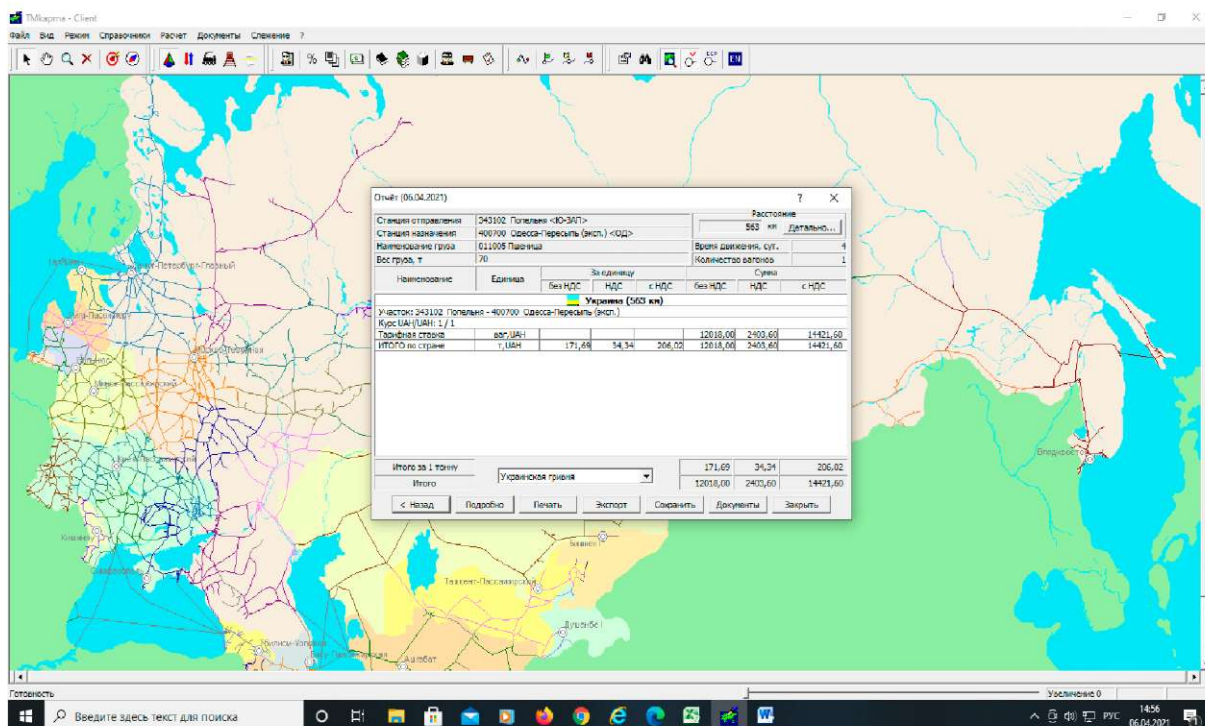 TMkapma - Client
Файл Вид Режим Справочники Расчет Документы Слежение ?
EN
Отчёт (06.04.2021) ? X
Станция отправления 343102 Попельня <Ю-ЗАП> Расстояние
563 км Детально...
Станция назначения 400700 Одесса-Пересыпь (эксп.) <ОД>
Наименование груза 011005 Пшеница Время движения, сут. 4
Вес груза, т 70 Количество вагонов 1
Наименование Единица За единицу Сумма
без НДС НДС с НДС без НДС НДС с НДС
Украина (563 км)
Участок: 343102 Попельня - 400700 Одесса-Пересыпь (эксп.)
Курс UAH/UAH: 1 / 1
Тарифная ставка ваг,UAH 12018,00 2403,60 14421,60
ИТОГО по стране т,UAH 171,69 34,34 206,02 12018,00 2403,60 14421,60
Итого за 1 тонну Украинская гривня 171,69 34,34 206,02
Итого 12018,00 2403,60 14421,60
< Назад Подробно Печать Экспорт Сохранить Документы Закрыть
Санкт-Петербург-Главный
Владивосток
Кишинев
Бишкек I
Ташкент-Пассажирский
Душанбе I
Ашгабат
Готовность Увеличение 0
Введите здесь текст для поиска
РУС 14:56
06.04.2021